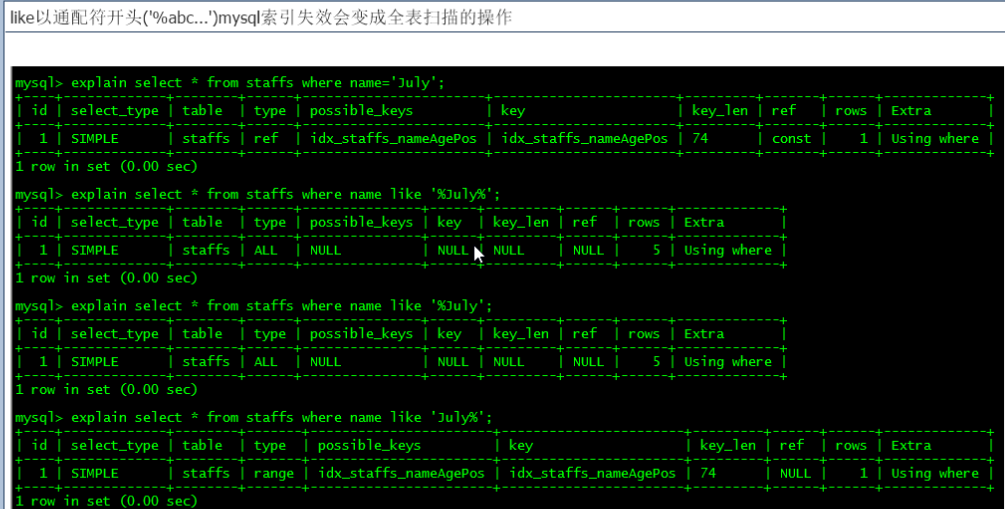 like以通配符开头('%abc...')mysql索引失效会变成全表扫描的操作
mysql> explain select * from staffs where name='July';
| id | select_type | table | type | possible_keys | key | key_len | ref | rows | Extra |
| 1 | SIMPLE | staffs | ref | idx_staffs_nameAgePos | idx_staffs_nameAgePos | 74 | const | 1 | Using where |
1 row in set (0.00 sec)
mysql> explain select * from staffs where name like '%July%';
| id | select_type | table | type | possible_keys | key | key_len | ref | rows | Extra |
| 1 | SIMPLE | staffs | ALL | NULL | NULL | NULL | NULL | 5 | Using where |
1 row in set (0.00 sec)
mysql> explain select * from staffs where name like '%July';
| id | select_type | table | type | possible_keys | key | key_len | ref | rows | Extra |
| 1 | SIMPLE | staffs | ALL | NULL | NULL | NULL | NULL | 5 | Using where |
1 row in set (0.00 sec)
mysql> explain select * from staffs where name like 'July%';
| id | select_type | table | type | possible_keys | key | key_len | ref | rows | Extra |
| 1 | SIMPLE | staffs | range | idx_staffs_nameAgePos | idx_staffs_nameAgePos | 74 | NULL | 1 | Using where |
1 row in set (0.00 sec)